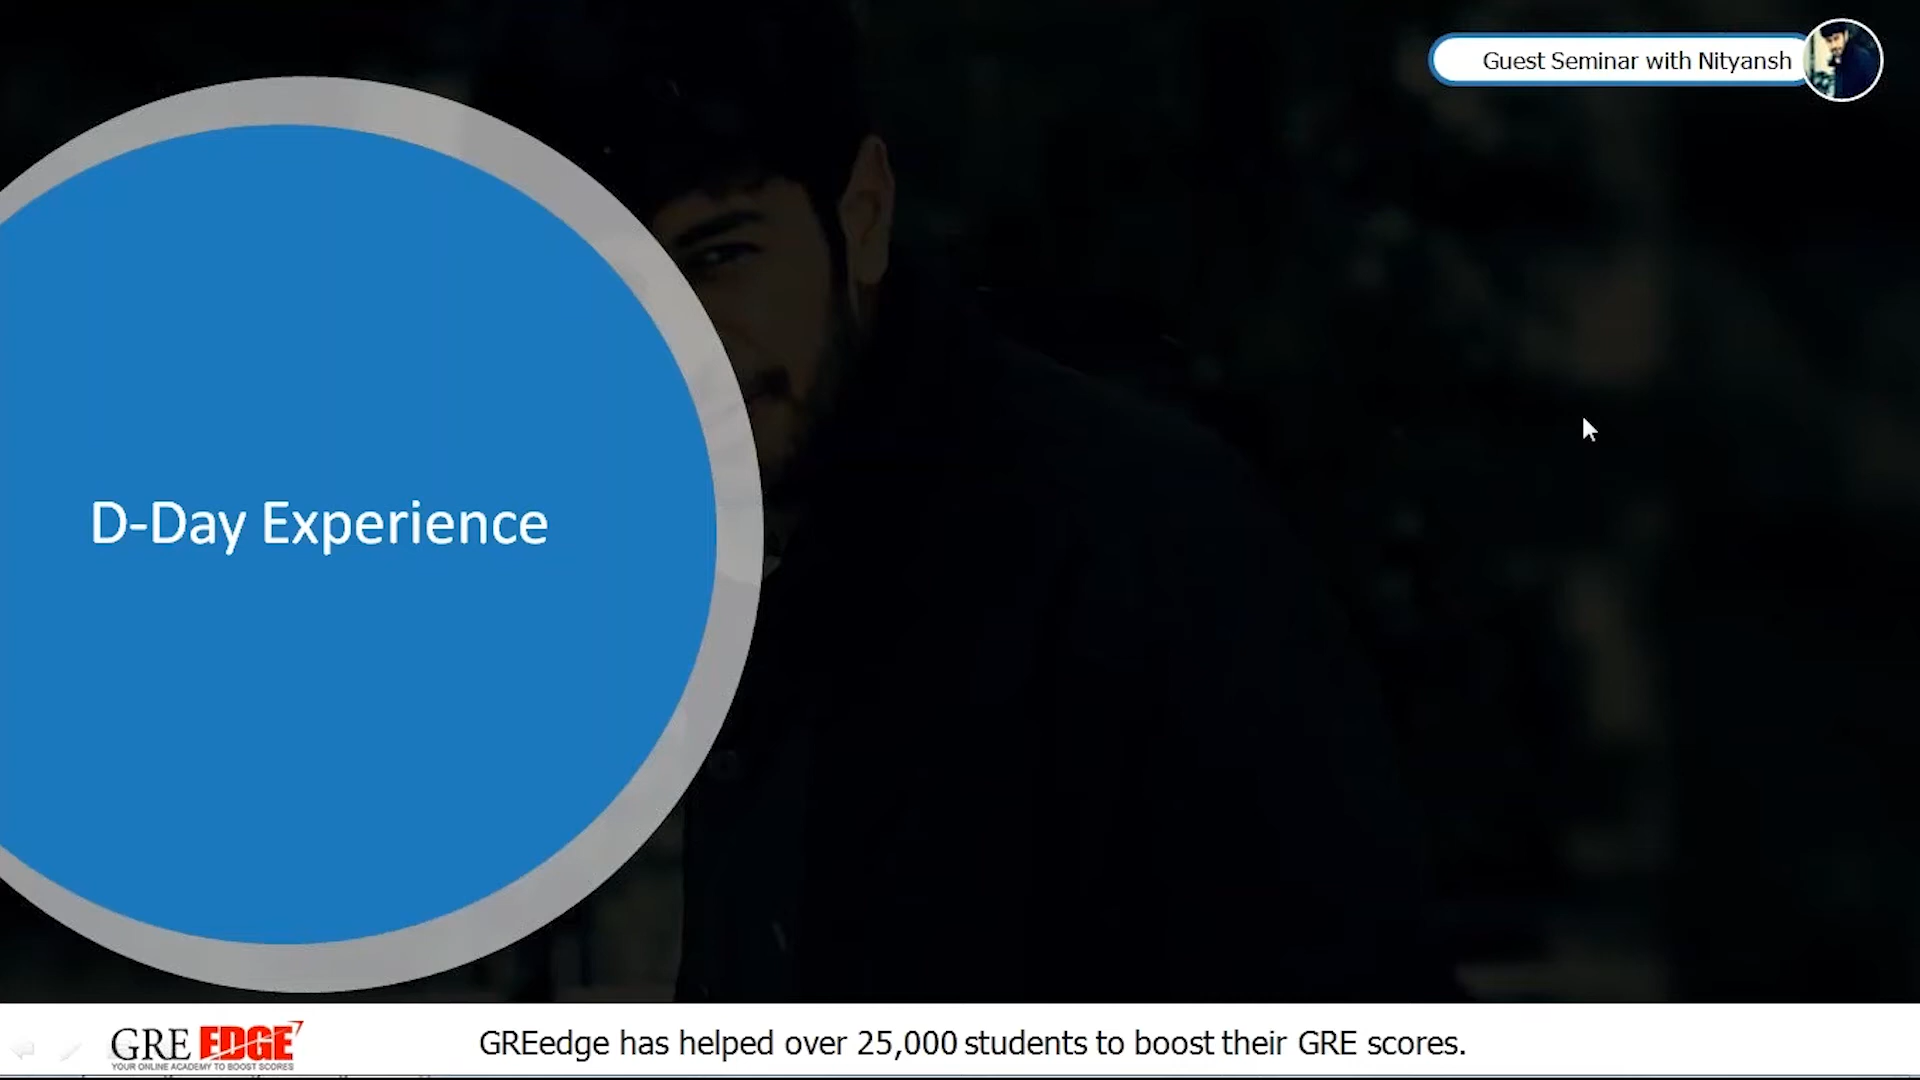 Guest Seminar with Nityansh
D-Day Experience
GRE EDGE
YOUR ONLINE ACADEMY TO BOOST SCORES
GREedge has helped over 25,000 students to boost their GRE scores.